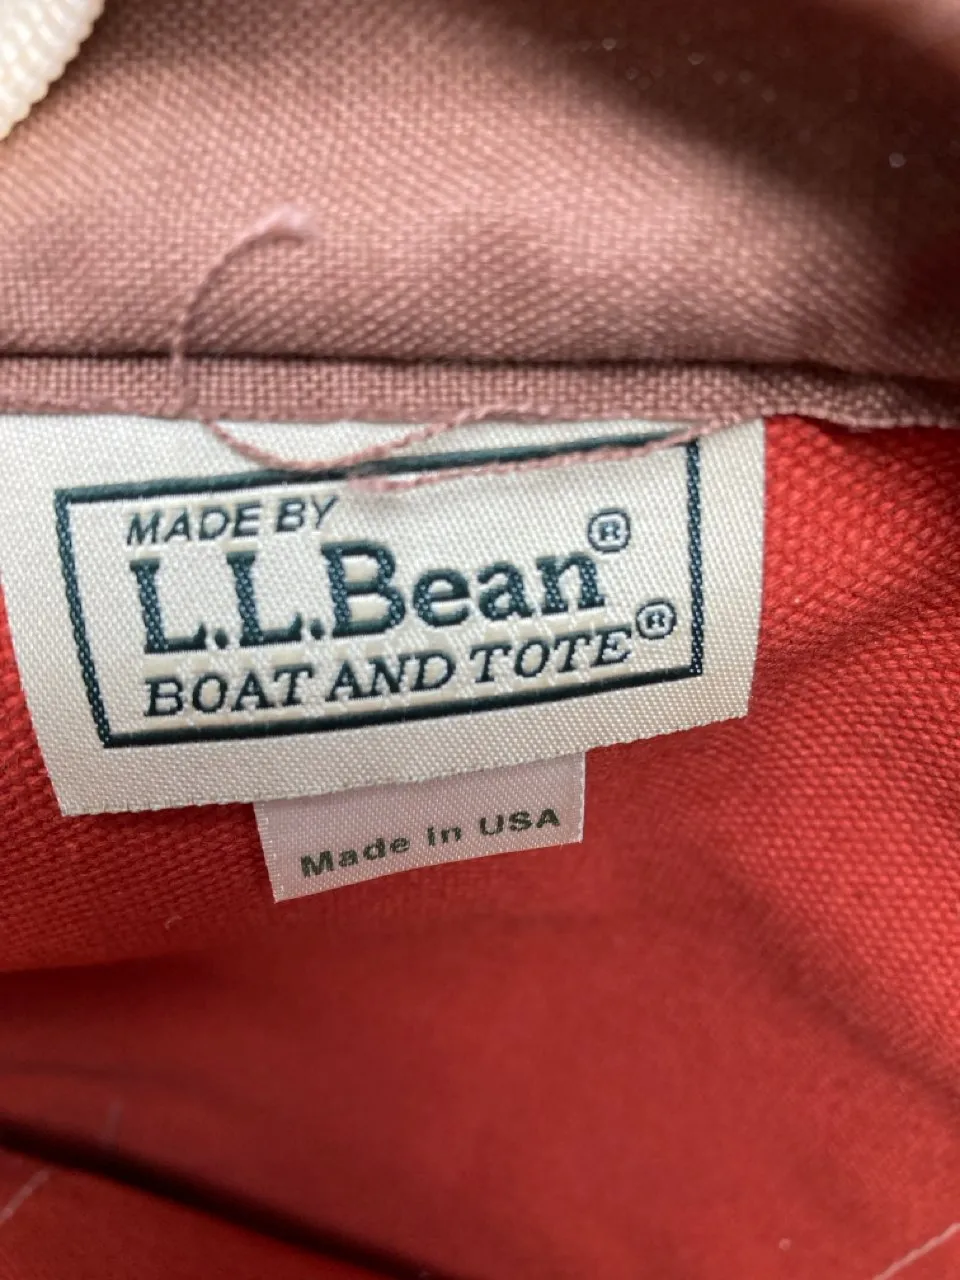 MADE BY
L.L.Bean®
BOAT AND TOTE®
Made in USA